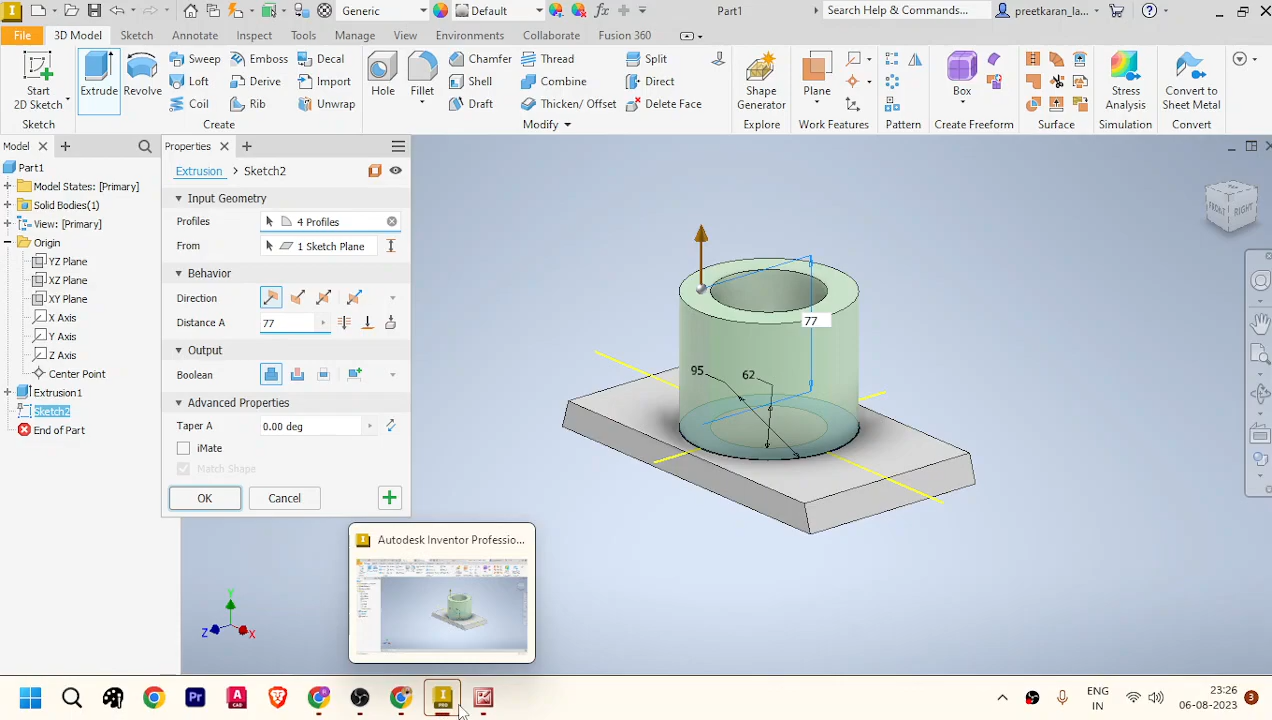 Generic
Default
fx
Part1
Search Help & Commands...
preetkaran_la...
File
3D Model
Sketch
Annotate
Inspect
Tools
Manage
View
Environments
Collaborate
Fusion 360
Start
2D Sketch
Extrude
Revolve
Sweep
Loft
Coil
Emboss
Derive
Rib
Decal
Import
Unwrap
Hole
Fillet
Chamfer
Shell
Draft
Thread
Combine
Thicken/ Offset
Split
Direct
Delete Face
Shape
Generator
Plane
Box
Stress
Analysis
Convert to
Sheet Metal
Sketch
Create
Modify
Explore
Work Features
Pattern
Create Freeform
Surface
Simulation
Convert
Model
Properties
Part1
Model States: [Primary]
Solid Bodies(1)
View: [Primary]
Origin
YZ Plane
XZ Plane
XY Plane
X Axis
Y Axis
Z Axis
Center Point
Extrusion1
Sketch2
End of Part
Extrusion > Sketch2
Input Geometry
Profiles
4 Profiles
From
1 Sketch Plane
Behavior
Direction
Distance A
77
Output
Boolean
Advanced Properties
Taper A
0.00 deg
iMate
Match Shape
OK
Cancel
77
95
62
FRONT
RIGHT
Y
Z
X
Autodesk Inventor Professio...
ENG
IN
23:26
06-08-2023
3